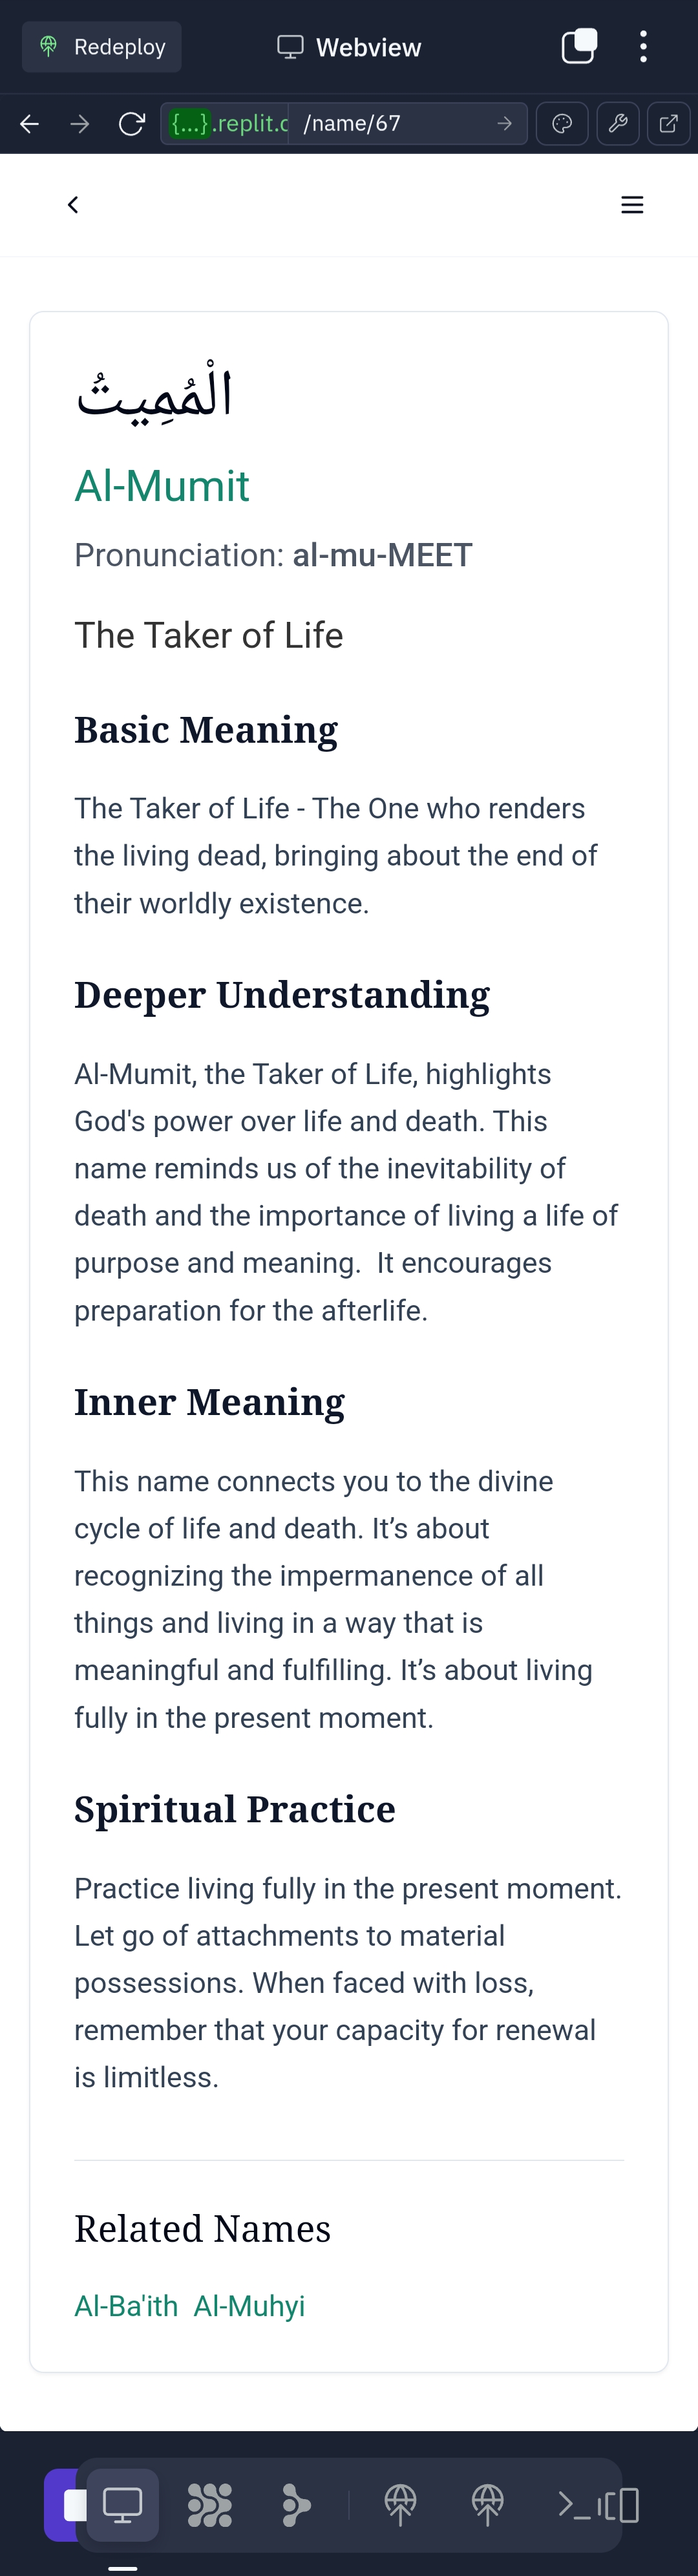 Redeploy
Webview
{...}.replit.d
/name/67
الْمُمِيتُ
Al-Mumit
Pronunciation: al-mu-MEET
The Taker of Life
Basic Meaning
The Taker of Life - The One who renders
the living dead, bringing about the end of
their worldly existence.
Deeper Understanding
Al-Mumit, the Taker of Life, highlights
God's power over life and death. This
name reminds us of the inevitability of
death and the importance of living a life of
purpose and meaning.  It encourages
preparation for the afterlife.
Inner Meaning
This name connects you to the divine
cycle of life and death. It’s about
recognizing the impermanence of all
things and living in a way that is
meaningful and fulfilling. It’s about living
fully in the present moment.
Spiritual Practice
Practice living fully in the present moment.
Let go of attachments to material
possessions. When faced with loss,
remember that your capacity for renewal
is limitless.
Related Names
Al-Ba'ith  Al-Muhyi